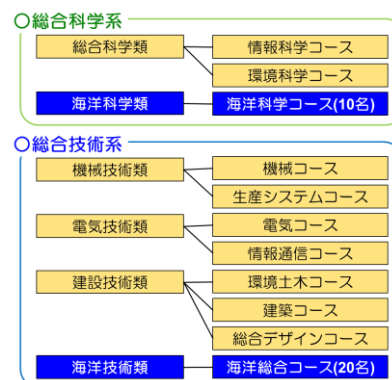 ○総合科学系
総合科学類 情報科学コース
環境科学コース
海洋科学類 海洋科学コース(10名)
○総合技術系
機械技術類 機械コース
生産システムコース
電気技術類 電気コース
情報通信コース
建設技術類 環境土木コース
建築コース
総合デザインコース
海洋技術類 海洋総合コース(20名)